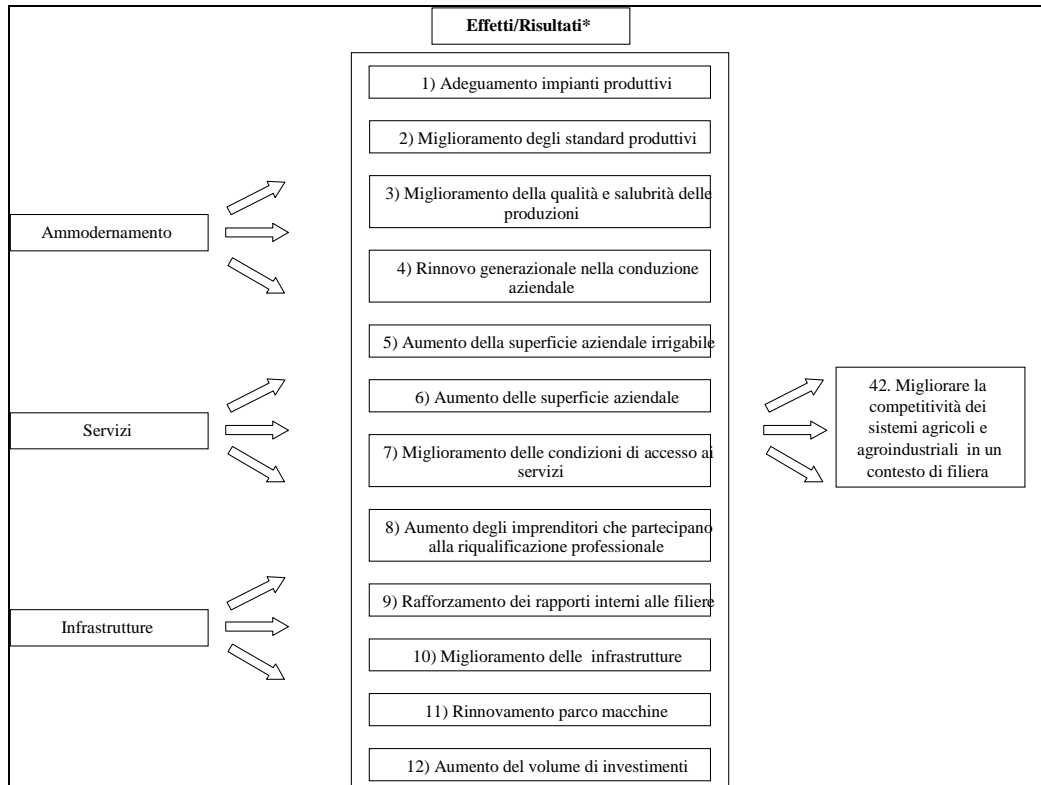 Effetti/Risultati*
1) Adeguamento impianti produttivi
2) Miglioramento degli standard produttivi
3) Miglioramento della qualità e salubrità delle
produzioni
Ammodernamento
4) Rinnovo generazionale nella conduzione
aziendale
5) Aumento della superficie aziendale irrigabile
6) Aumento delle superficie aziendale
Servizi
7) Miglioramento delle condizioni di accesso ai
servizi
42. Migliorare la
competitività dei
sistemi agricoli e
agroindustriali in un
contesto di filiera
8) Aumento degli imprenditori che partecipano
alla riqualificazione professionale
9) Rafforzamento dei rapporti interni alle filiere
Infrastrutture
10) Miglioramento delle infrastrutture
11) Rinnovamento parco macchine
12) Aumento del volume di investimenti